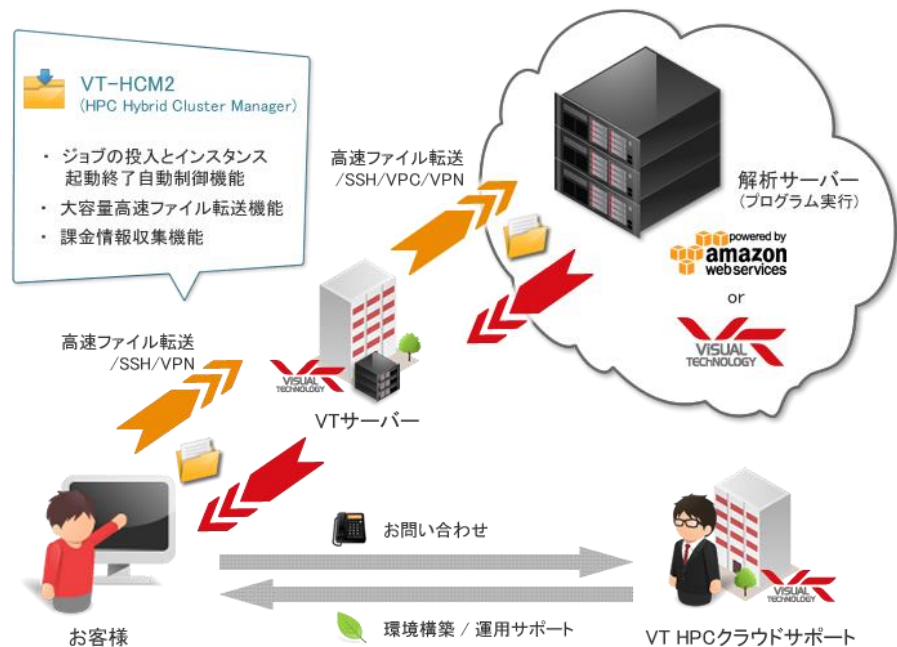 VT-HCM2
(HPC Hybrid Cluster Manager)
・ ジョブの投入とインスタンス
起動終了自動制御機能
・ 大容量高速ファイル転送機能
・ 課金情報収集機能
高速ファイル転送
/SSH/VPC/VPN
解析サーバー
(プログラム実行)
powered by
amazon
webservices
or
VISUAL
TECHNOLOGY
高速ファイル転送
/SSH/VPN
VISUAL
TECHNOLOGY
VTサーバー
お問い合わせ
環境構築 / 運用サポート
お客様
VISUAL
TECHNOLOGY
VT HPCクラウドサポート